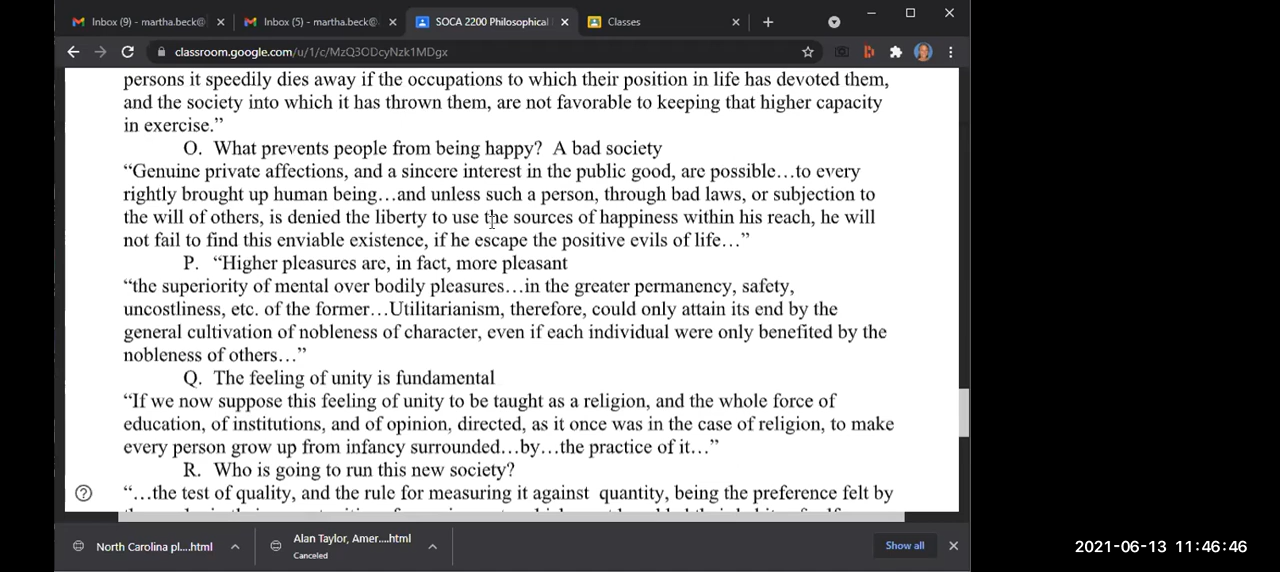 Inbox (9) - martha.beck@
Inbox (5) - martha.beck@
SOCA 2200 Philosophical
Classes
classroom.google.com/u/1/c/MzQ3ODcyNzk1MDgx
persons it speedily dies away if the occupations to which their position in life has devoted them,
and the society into which it has thrown them, are not favorable to keeping that higher capacity
in exercise.”
O. What prevents people from being happy? A bad society
“Genuine private affections, and a sincere interest in the public good, are possible…to every
rightly brought up human being…and unless such a person, through bad laws, or subjection to
the will of others, is denied the liberty to use the sources of happiness within his reach, he will
not fail to find this enviable existence, if he escape the positive evils of life…”
P. “Higher pleasures are, in fact, more pleasant
“the superiority of mental over bodily pleasures…in the greater permanency, safety,
uncostliness, etc. of the former…Utilitarianism, therefore, could only attain its end by the
general cultivation of nobleness of character, even if each individual were only benefited by the
nobleness of others…”
Q. The feeling of unity is fundamental
“If we now suppose this feeling of unity to be taught as a religion, and the whole force of
education, of institutions, and of opinion, directed, as it once was in the case of religion, to make
every person grow up from infancy surrounded…by…the practice of it…”
R. Who is going to run this new society?
“…the test of quality, and the rule for measuring it against quantity, being the preference felt by
North Carolina pl....html
Alan Taylor, Amer....html
Canceled
Show all
2021-06-13 11:46:46